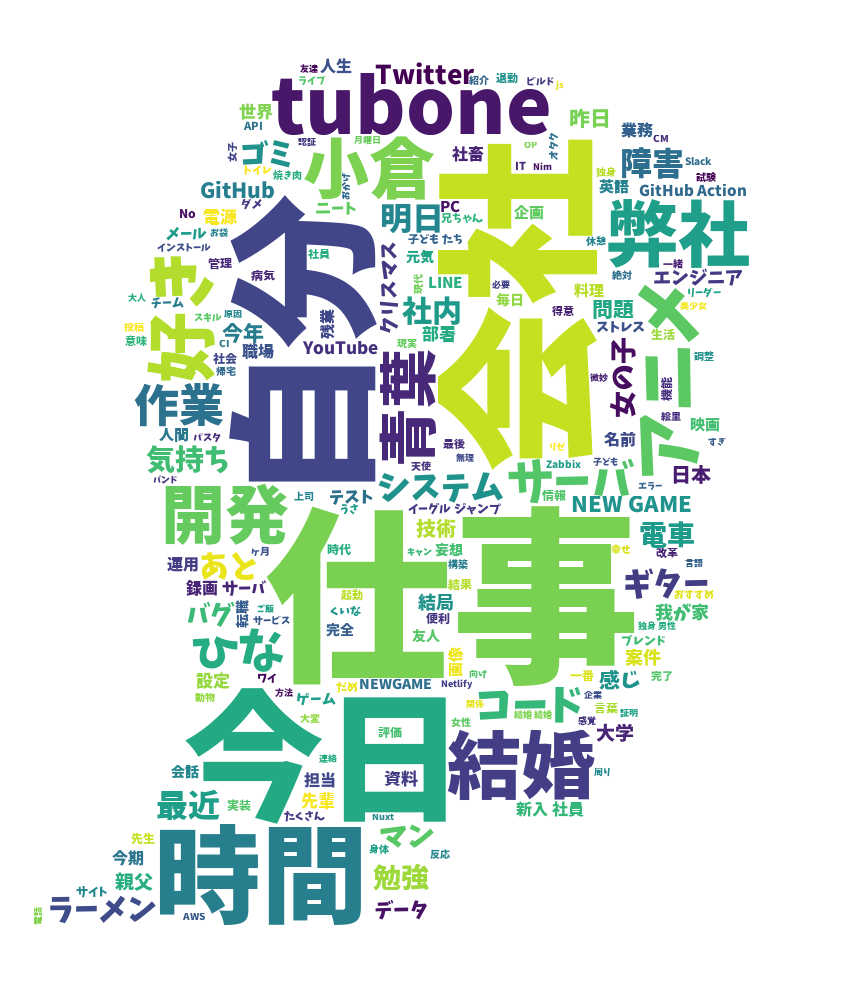 友達
人生
Twitter
紹介
退勤
ビルド
js
ライブ
tubone
世界
API
昨日
業務
CM
女子
ゴミ
認証
月曜日
小倉
社畜
OP
オタク
IT
Nim
障害
Slack
試験
トイレ
焼き肉
おかげ
GitHub
ダメ
ニート
明日
PC
兄ちゃん
企画
会社
独身
英語
GitHub Action
No
電源
メール
お袋
インストール
自分
弊社
子ども たち
休憩
社員
クリスマス
元気
必要
一緒
絶対
エンジニア
管理
病気
現代
LINE
毎日
料理
リーダー
好き
大人
チーム
残業
社内
得意
問題
美少女
アニメ
スキル
原因
投稿
意味
CI
今年
職場
部署
ストレス
生活
YouTube
現実
社会
帰宅
青葉
女の子
調整
微妙
機能
作業
絵里
映画
人間
パスタ
最後
リゼ
名前
すぎ
気持ち
天使
無理
Zabbix
子ども
日本
バンド
システム
サーバ
エラー
開発
上司
テスト
うさ
イーグル ジャンプ
情報
NEW GAME
技術
仕事
電車
ヶ月
時代
キャン
妄想
幸せ
改革
運用
あと
構築
言語
録画 サーバ
起動
結果
ギター
おすすめ
バグ
転職
ご飯
サービス
くいな
結局
便利
我が家
完全
友人
独身 男性
ブレンド
ひな
画像
案件
設定
ワイ
だめ
NEWGAME
Netlify
向け
一番
感じ
完了
動物
方法
ゲーム
関係
コード
企業
言葉
証明
今日
大変
評価
女性
結婚 結婚
感覚
大学
結婚
会話
連絡
担当
資料
周り
最近
実装
先輩
たくさん
Nuxt
新入 社員
先生
時間
マン
今期
身体
反応
親父
勉強
サイト
ラーメン
AWS
データ
電話